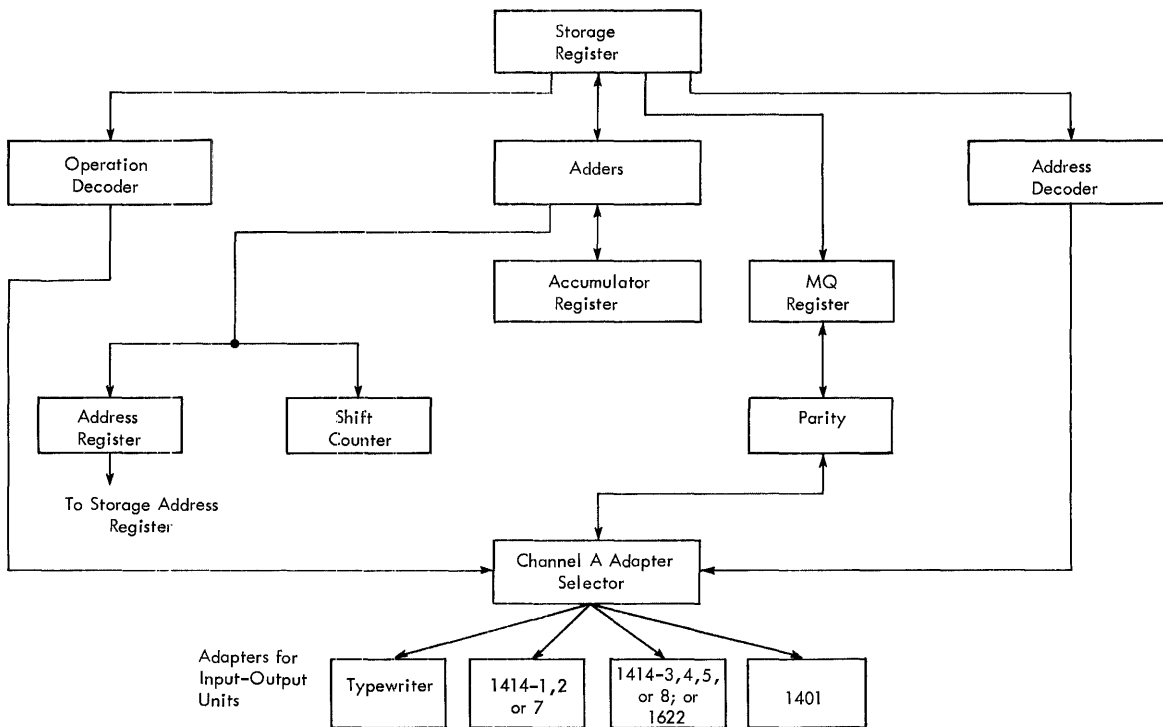 Storage
Register
Operation
Decoder
Adders
Address
Decoder
Accumulator
Register
MQ
Register
Address
Register
Shift
Counter
Parity
To Storage Address
Register
Channel A Adapter
Selector
Adapters for
Input-Output
Units
Typewriter
1414-1,2
or 7
1414-3,4,5,
or 8; or
1622
1401